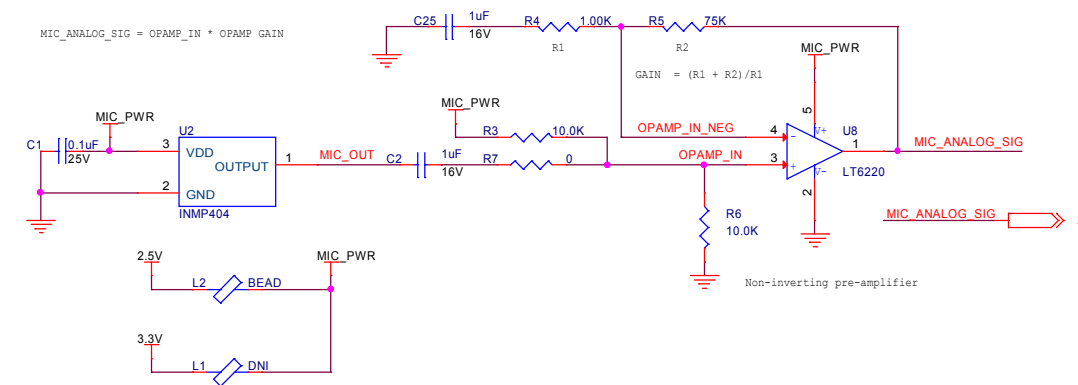 C25
1uF
16V
R4
1.00K
R1
R5
75K
R2
MIC_ANALOG_SIG = OPAMP_IN * OPAMP GAIN
MIC_PWR
GAIN = (R1 + R2)/R1
MIC_PWR
MIC_PWR
C1
0.1uF
25V
U2
3
VDD
OUTPUT
1
2
GND
INMP404
MIC_OUT
C2
1uF
16V
R3
10.0K
R7
0
OPAMP_IN_NEG
4
OPAMP_IN
3
5
V+
V-
2
U8
1
LT6220
MIC_ANALOG_SIG
MIC_ANALOG_SIG
R6
10.0K
Non-inverting pre-amplifier
2.5V
L2
BEAD
MIC_PWR
3.3V
L1
DNI